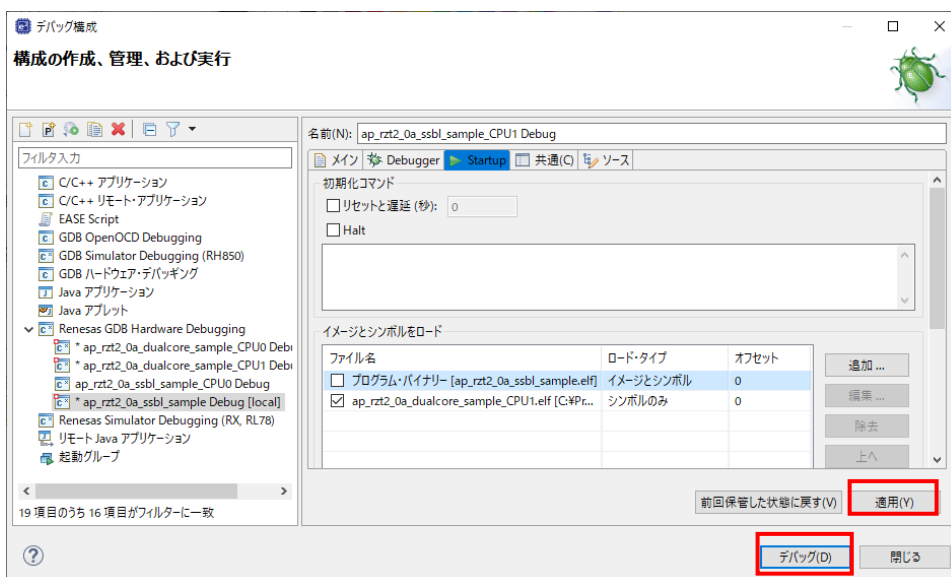 デバッグ構成
構成の作成、管理、および実行
フィルタ入力
C/C++ アプリケーション
C/C++ リモート・アプリケーション
EASE Script
GDB OpenOCD Debugging
GDB Simulator Debugging (RH850)
GDB ハードウェア・デバッギング
Java アプリケーション
Java アプレット
Renesas GDB Hardware Debugging
* ap_rzt2_0a_dualcore_sample_CPU0 Deb
* ap_rzt2_0a_dualcore_sample_CPU1 Deb
ap_rzt2_0a_ssbl_sample_CPU0 Debug
* ap_rzt2_0a_ssbl_sample Debug [local]
Renesas Simulator Debugging (RX, RL78)
リモート Java アプリケーション
起動グループ
19 項目のうち 16 項目がフィルターに一致
名前(N): ap_rzt2_0a_ssbl_sample_CPU1 Debug
メイン Debugger Startup 共通(C) ソース
初期化コマンド
リセットと遅延 (秒): 0
Halt
イメージとシンボルをロード
ファイル名 ロード・タイプ オフセット
プログラム・バイナリー [ap_rzt2_0a_ssbl_sample.elf] イメージとシンボル 0
ap_rzt2_0a_dualcore_sample_CPU1.elf [C:¥Pr... シンボルのみ 0
追加 ...
編集 ...
除去
上へ
前回保管した状態に戻す(V) 適用(Y)
デバッグ(D) 閉じる